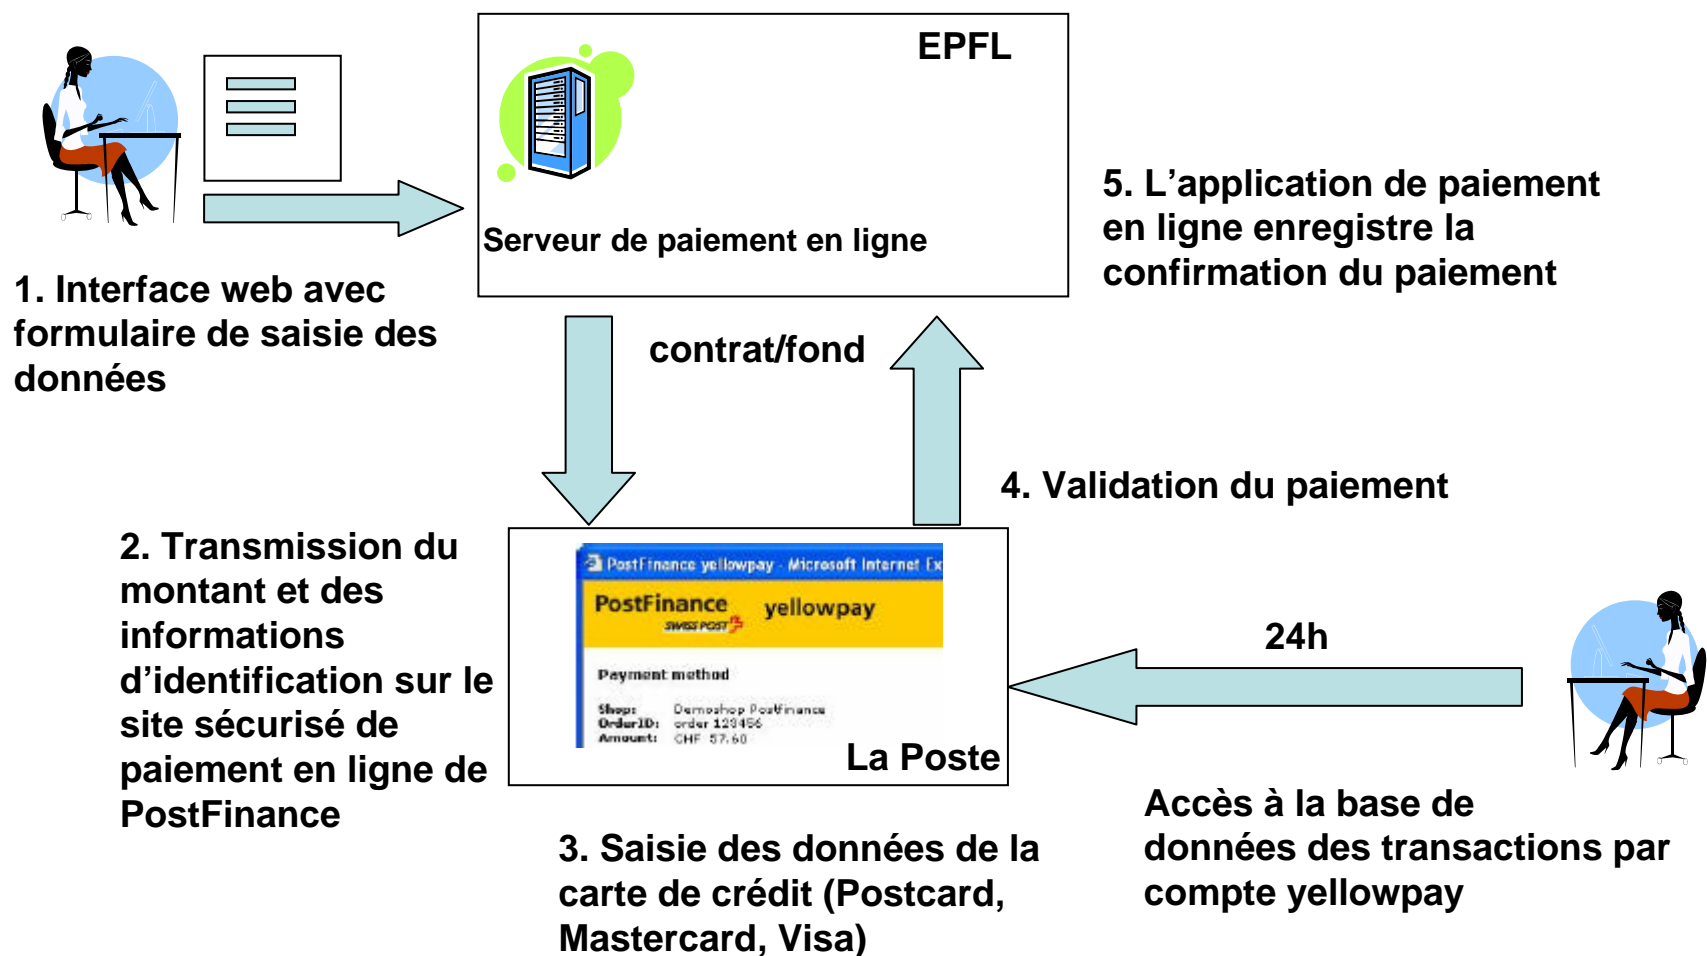 EPFL
Serveur de paiement en ligne
1. Interface web avec
formulaire de saisie des
données
5. L’application de paiement
en ligne enregistre la
confirmation du paiement
contrat/fond
4. Validation du paiement
2. Transmission du
montant et des
informations
d’identification sur le
site sécurisé de
paiement en ligne de
PostFinance
PostFinance yellowpay - Microsoft Internet Ex
PostFinance yellowpay
SWISS POST
Payment method
Shop: Demoshop Postfinance
OrderID: order 123456
Amount: CHF 57.60
La Poste
24h
Accès à la base de
données des transactions par
compte yellowpay
3. Saisie des données de la
carte de crédit (Postcard,
Mastercard, Visa)